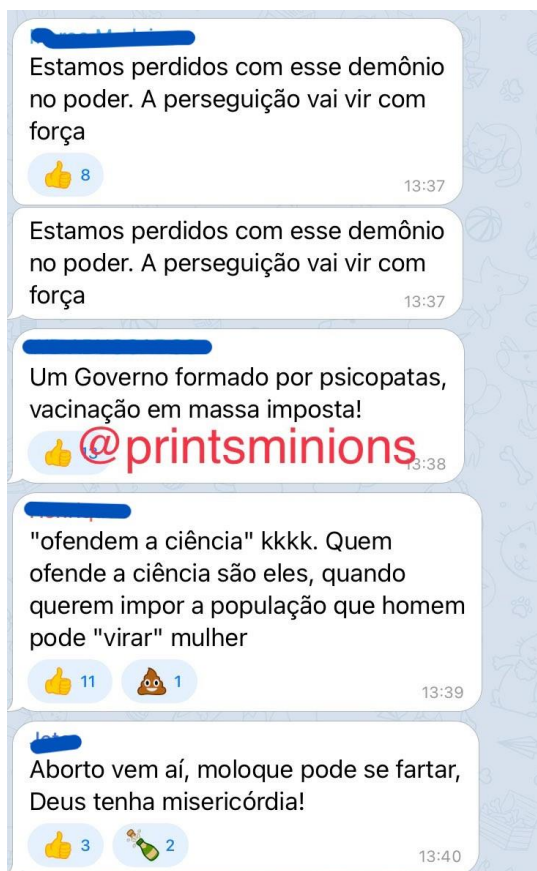 Estamos perdidos com esse demônio
no poder. A perseguição vai vir com
força
👍 8
13:37
Estamos perdidos com esse demônio
no poder. A perseguição vai vir com
força
13:37
Um Governo formado por psicopatas,
vacinação em massa imposta!
👍 13
@printsminions
13:38
"ofendem a ciência" kkkk. Quem
ofende a ciência são eles, quando
querem impor a população que homem
pode "virar" mulher
👍 11 💩 1
13:39
Aborto vem aí, moloque pode se fartar,
Deus tenha misericórdia!
👍 3 🍾 2
13:40